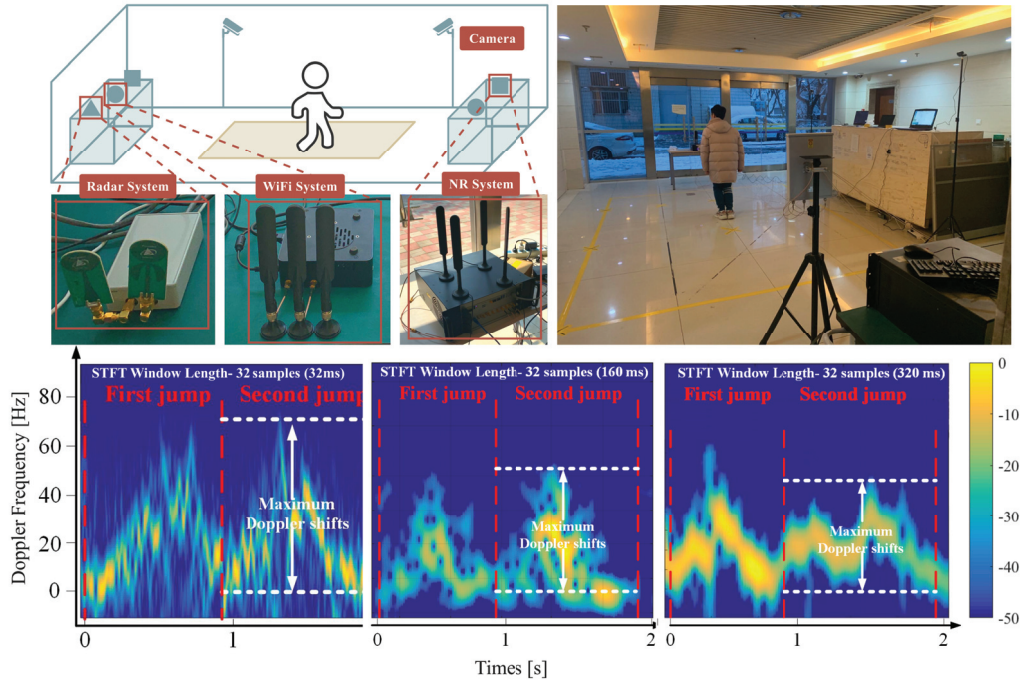 Camera
Radar System
WiFi System
NR System
STFT Window Length- 32 samples (32ms)
First jump
Second jump
Maximum
Doppler shifts
STFT Window Length- 32 samples (160 ms)
First jump
Second jump
Maximum
Doppler shifts
STFT Window Length- 32 samples (320 ms)
First jump
Second jump
Maximum
Doppler shifts
Doppler Frequency [Hz]
80
60
40
20
0
0
1
0
1
2
0
1
2
Times [s]
0
-10
-20
-30
-40
-50